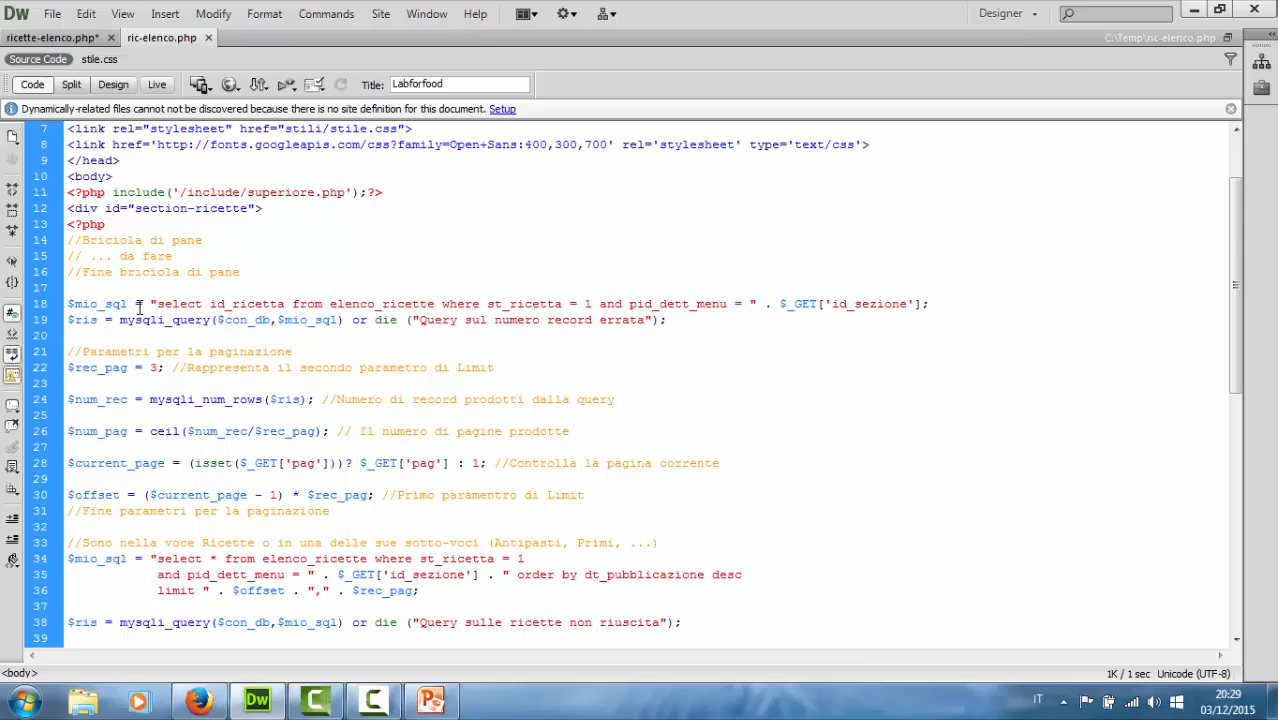 Dw File Edit View Insert Modify Format Commands Site Window Help Designer
ricette-elenco.php* × ric-elenco.php × C:\Temp\ric-elenco.php
Source Code stile.css
Code Split Design Live Title: Labforfood
Dynamically-related files cannot not be discovered because there is no site definition for this document. Setup
7 <link rel="stylesheet" href="stili/stile.css">
8 <link href='http://fonts.googleapis.com/css?family=Open+Sans:400,300,700' rel='stylesheet' type='text/css'>
9 </head>
10 <body>
11 <?php include('/include/superiore.php');?>
12 <div id="section-ricette">
13 <?php
14 //Briciola di pane
15 // ... da fare
16 //Fine briciola di pane
17
18 $mio_sql = "select id_ricetta from elenco_ricette where st_ricetta = 1 and pid_dett_menu = " . $_GET['id_sezione'];
19 $ris = mysqli_query($con_db,$mio_sql) or die ("Query sul numero record errata");
20
21 //Parametri per la paginazione
22 $rec_pag = 3; //Rappresenta il secondo parametro di Limit
23
24 $num_rec = mysqli_num_rows($ris); //Numero di record prodotti dalla query
25
26 $num_pag = ceil($num_rec/$rec_pag); // Il numero di pagine prodotte
27
28 $current_page = (isset($_GET['pag']))? $_GET['pag'] : 1; //Controlla la pagina corrente
29
30 $offset = ($current_page - 1) * $rec_pag; //Primo paramentro di Limit
31 //Fine parametri per la paginazione
32
33 //Sono nella voce Ricette o in una delle sue sotto-voci (Antipasti, Primi, ...)
34 $mio_sql = "select * from elenco_ricette where st_ricetta = 1
35 and pid_dett_menu = " . $_GET['id_sezione'] . " order by dt_pubblicazione desc
36 limit " . $offset . "," . $rec_pag;
37
38 $ris = mysqli_query($con_db,$mio_sql) or die ("Query sulle ricette non riuscita");
39
<body> 1K / 1 sec Unicode (UTF-8)
Dw IT 20:29
03/12/2015